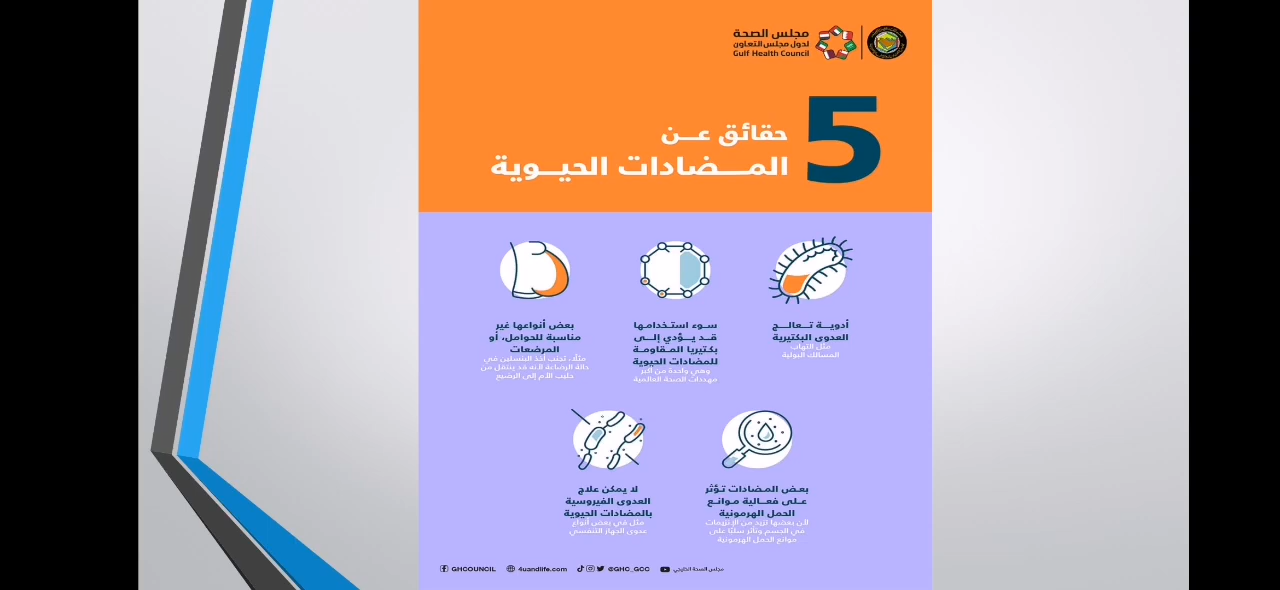 مجلس الصحة
لدول مجلس التعاون
Gulf Health Council
5
حقائق عن
المضادات الحيوية
أدوية تعالج
العدوى البكتيرية
مثل التهاب
المسالك البولية
سوء استخدامها
قد يؤدي إلى
بكتيريا المقاومة
للمضادات الحيوية
وهي واحدة من أكبر
مهددات الصحة العالمية
بعض أنواعها غير
مناسبة للحوامل، أو
المرضعات
مثلًا، تجنب أخذ البنسلين في
حالة الرضاعة لأنه قد ينتقل من
حليب الأم إلى الرضيع
بعض المضادات تؤثر
على فعالية موانع
الحمل الهرمونية
لأن بعضها تزيد من الإنزيمات
في الجسم وتأثر سلبًا على
موانع الحمل الهرمونية
لا يمكن علاج
العدوى الفيروسية
بالمضادات الحيوية
مثل في بعض أنواع
عدوى الجهاز التنفسي
GHCOUNCIL 4uandlife.com @GHC_GCC مجلس الصحة الخليجي